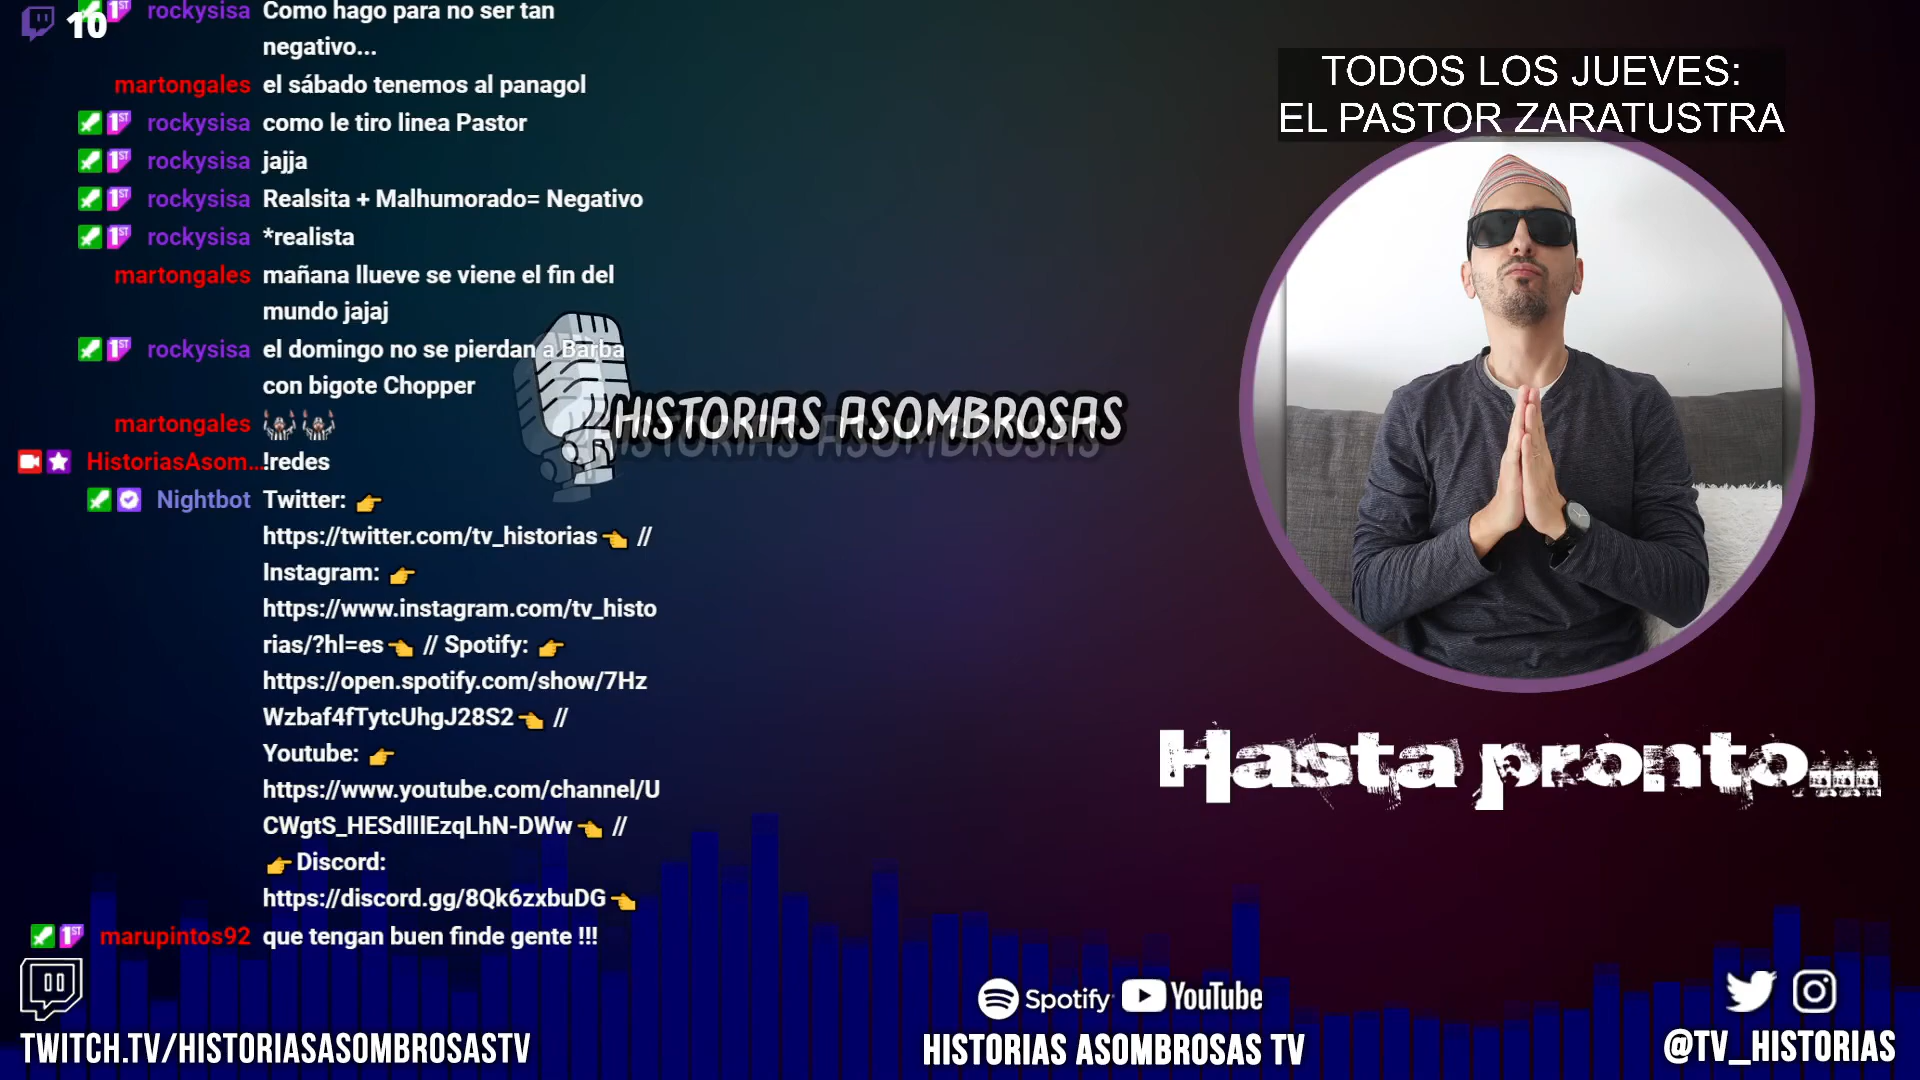 10
rockysisa Como hago para no ser tan
negativo...
martongales el sábado tenemos al panagol
rockysisa como le tiro linea Pastor
rockysisa jajja
rockysisa Realsita + Malhumorado= Negativo
rockysisa *realista
martongales mañana llueve se viene el fin del
mundo jajaj
rockysisa el domingo no se pierdan a Barba
con bigote Chopper
martongales
HistoriasAsom... !redes
Nightbot Twitter: 👉
https://twitter.com/tv_historias 👈 //
Instagram: 👉
https://www.instagram.com/tv_histo
rias/?hl=es 👈 // Spotify: 👉
https://open.spotify.com/show/7Hz
Wzbaf4fTytcUhgJ28S2 👈 //
Youtube: 👉
https://www.youtube.com/channel/U
CWgtS_HESdlIlEzqLhN-DWw 👈 //
👉 Discord:
https://discord.gg/8Qk6zxbuDG 👈
marupintos92 que tengan buen finde gente !!!
HISTORIAS ASOMBROSAS
TODOS LOS JUEVES:
EL PASTOR ZARATUSTRA
Hasta pronto...
TWITCH.TV/HISTORIASASOMBROSASTV
Spotify YouTube
HISTORIAS ASOMBROSAS TV
@TV_HISTORIAS